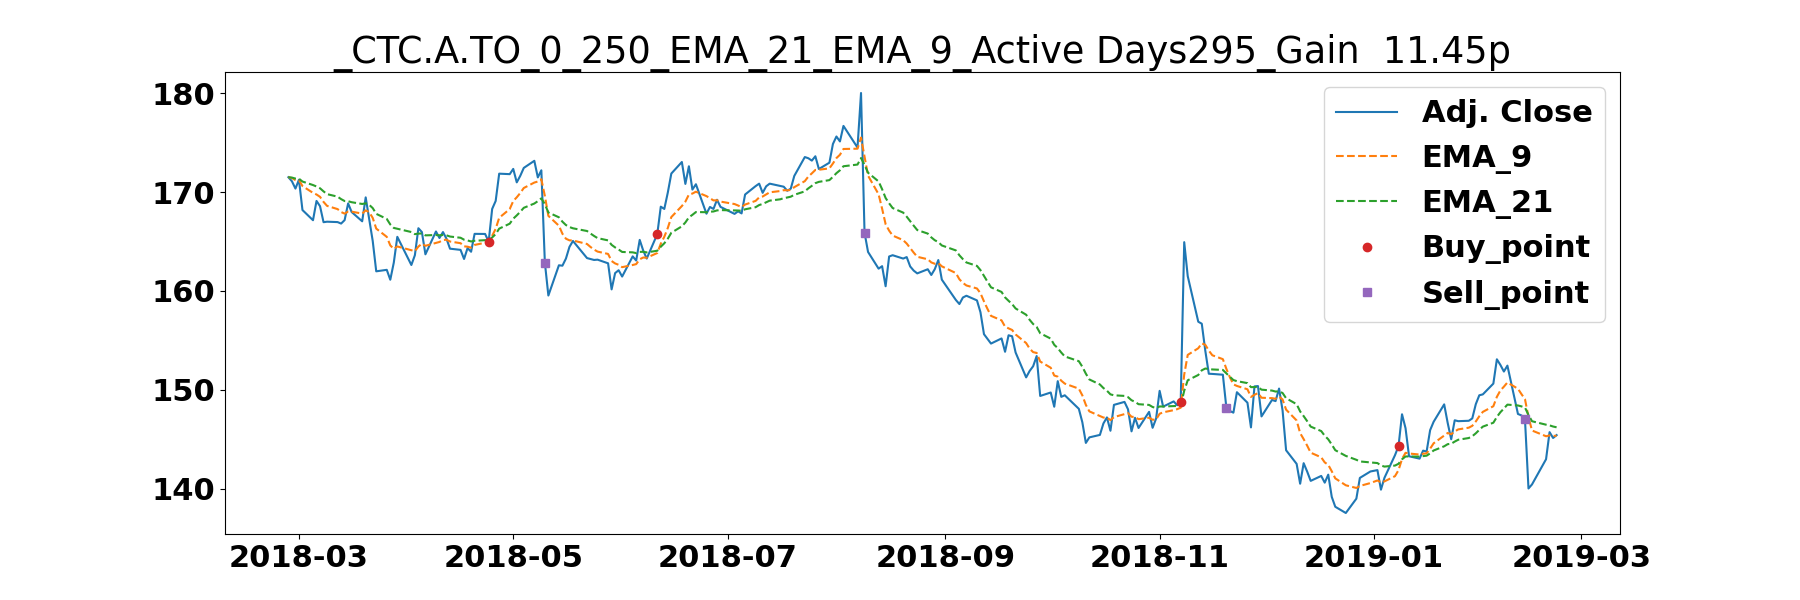 _CTC.A.TO_0_250_EMA_21_EMA_9_Active Days295_Gain  11.45p
180
170
160
150
140
Adj. Close
EMA_9
EMA_21
Buy_point
Sell_point
2018-03 2018-05 2018-07 2018-09 2018-11 2019-01 2019-03